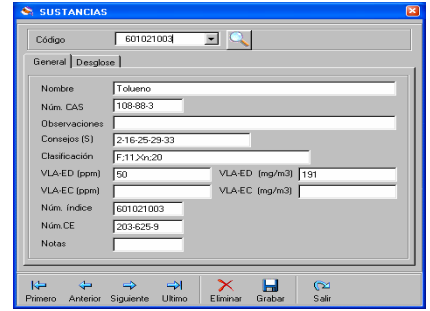 SUSTANCIAS
Código 601021003
General Desglose
Nombre Tolueno
Núm. CAS 108-88-3
Observaciones
Consejos (S) 2-16-25-29-33
Clasificación F;11,Xn;20
VLA-ED (ppm) 50 VLA-ED (mg/m3) 191
VLA-EC (ppm) VLA-EC (mg/m3)
Núm. índice 601021003
Núm.CE 203-625-9
Notas
Primero Anterior Siguiente Ultimo Eliminar Grabar Salir